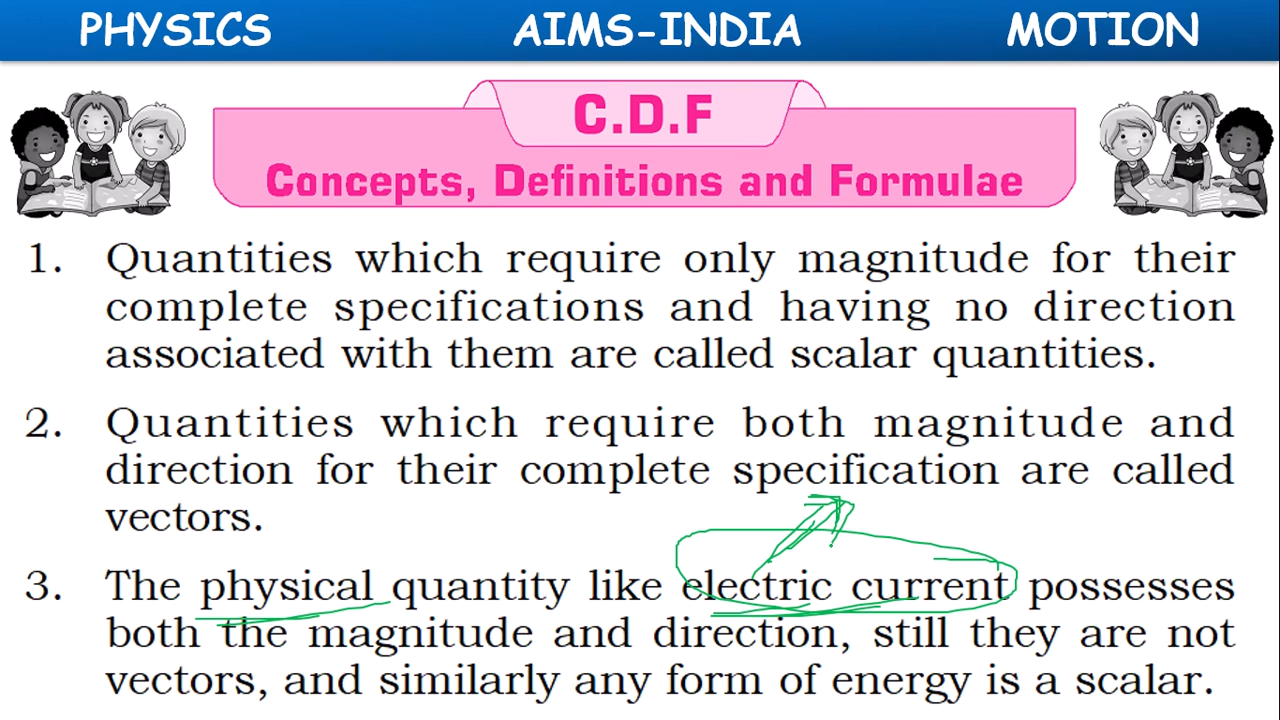 PHYSICS AIMS-INDIA MOTION
C.D.F
Concepts, Definitions and Formulae
1. Quantities which require only magnitude for their
complete specifications and having no direction
associated with them are called scalar quantities.
2. Quantities which require both magnitude and
direction for their complete specification are called
vectors.
3. The physical quantity like electric current possesses
both the magnitude and direction, still they are not
vectors, and similarly any form of energy is a scalar.